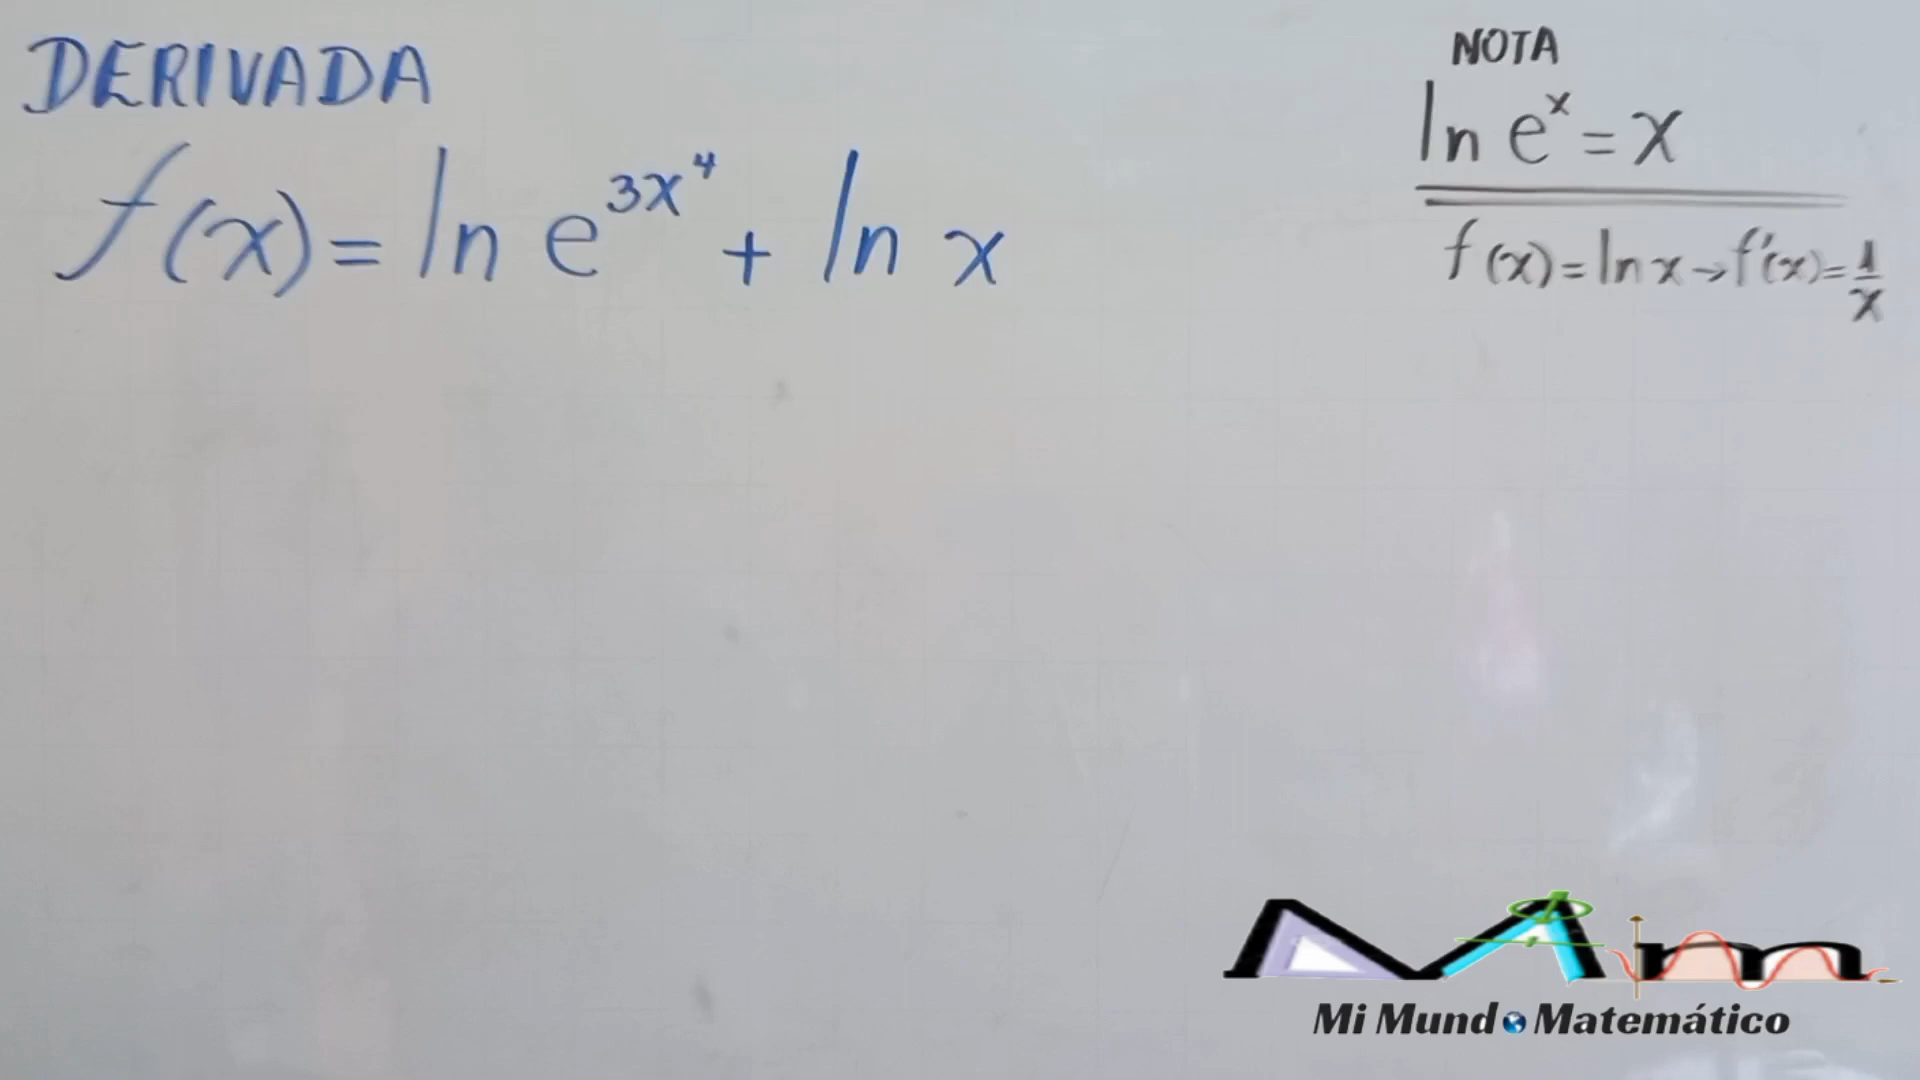 DERIVADA
f(x) = ln e^{3x^4} + ln x
NOTA
ln e^x = x
f(x) = ln x → f'(x) = 1/x
Mi Mundo Matemático